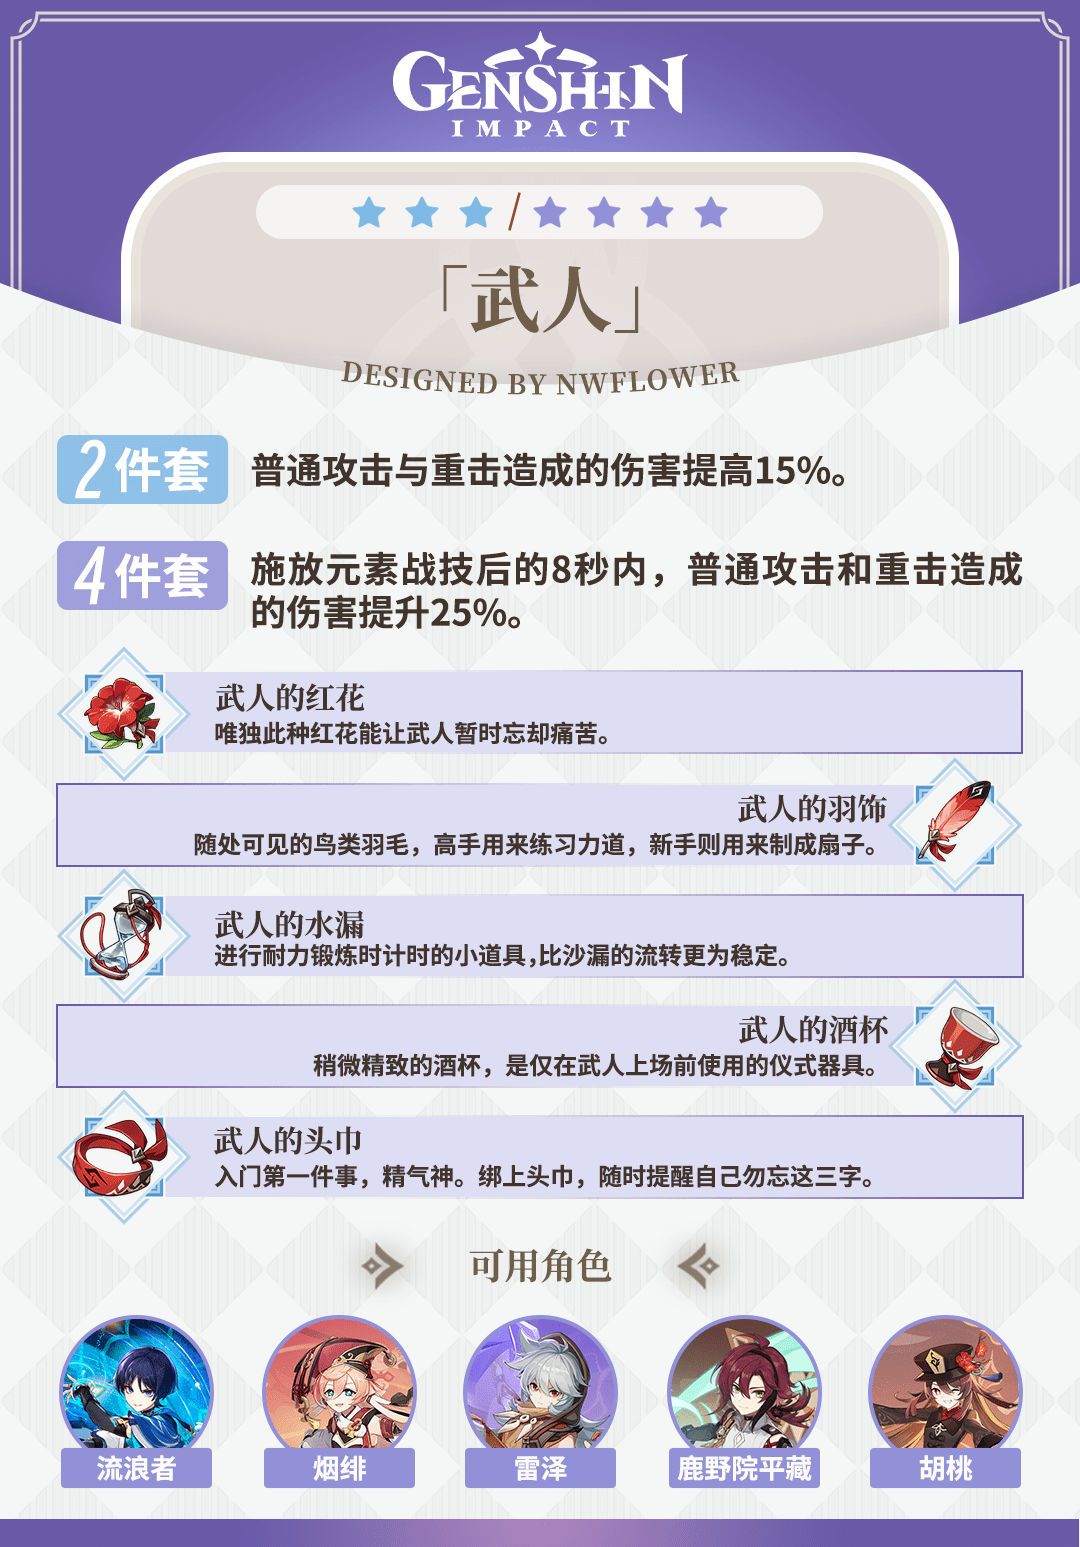 GENSHIN
IMPACT
「武人」
DESIGNED BY NWFLOWER
2件套
普通攻击与重击造成的伤害提高15%。
4件套
施放元素战技后的8秒内，普通攻击和重击造成
的伤害提升25%。
武人的红花
唯独此种红花能让武人暂时忘却痛苦。
武人的羽饰
随处可见的鸟类羽毛，高手用来练习力道，新手则用来制成扇子。
武人的水漏
进行耐力锻炼时计时的小道具,比沙漏的流转更为稳定。
武人的酒杯
稍微精致的酒杯，是仅在武人上场前使用的仪式器具。
武人的头巾
入门第一件事，精气神。绑上头巾，随时提醒自己勿忘这三字。
可用角色
流浪者
烟绯
雷泽
鹿野院平藏
胡桃